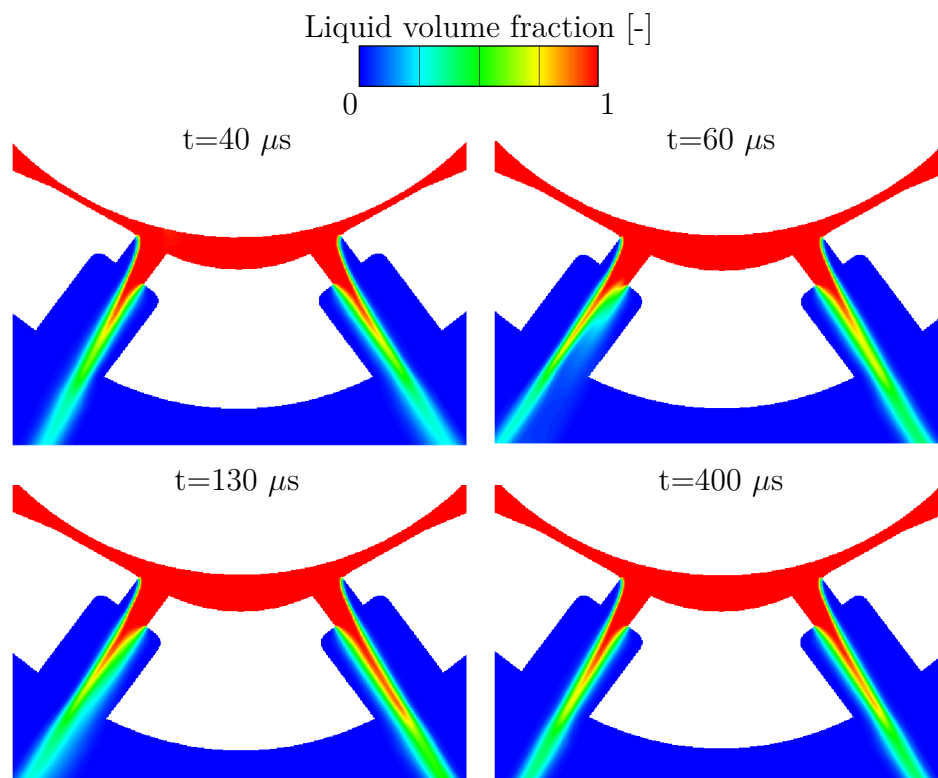 Liquid volume fraction [-]
0 1
t=40 μs t=60 μs
t=130 μs t=400 μs